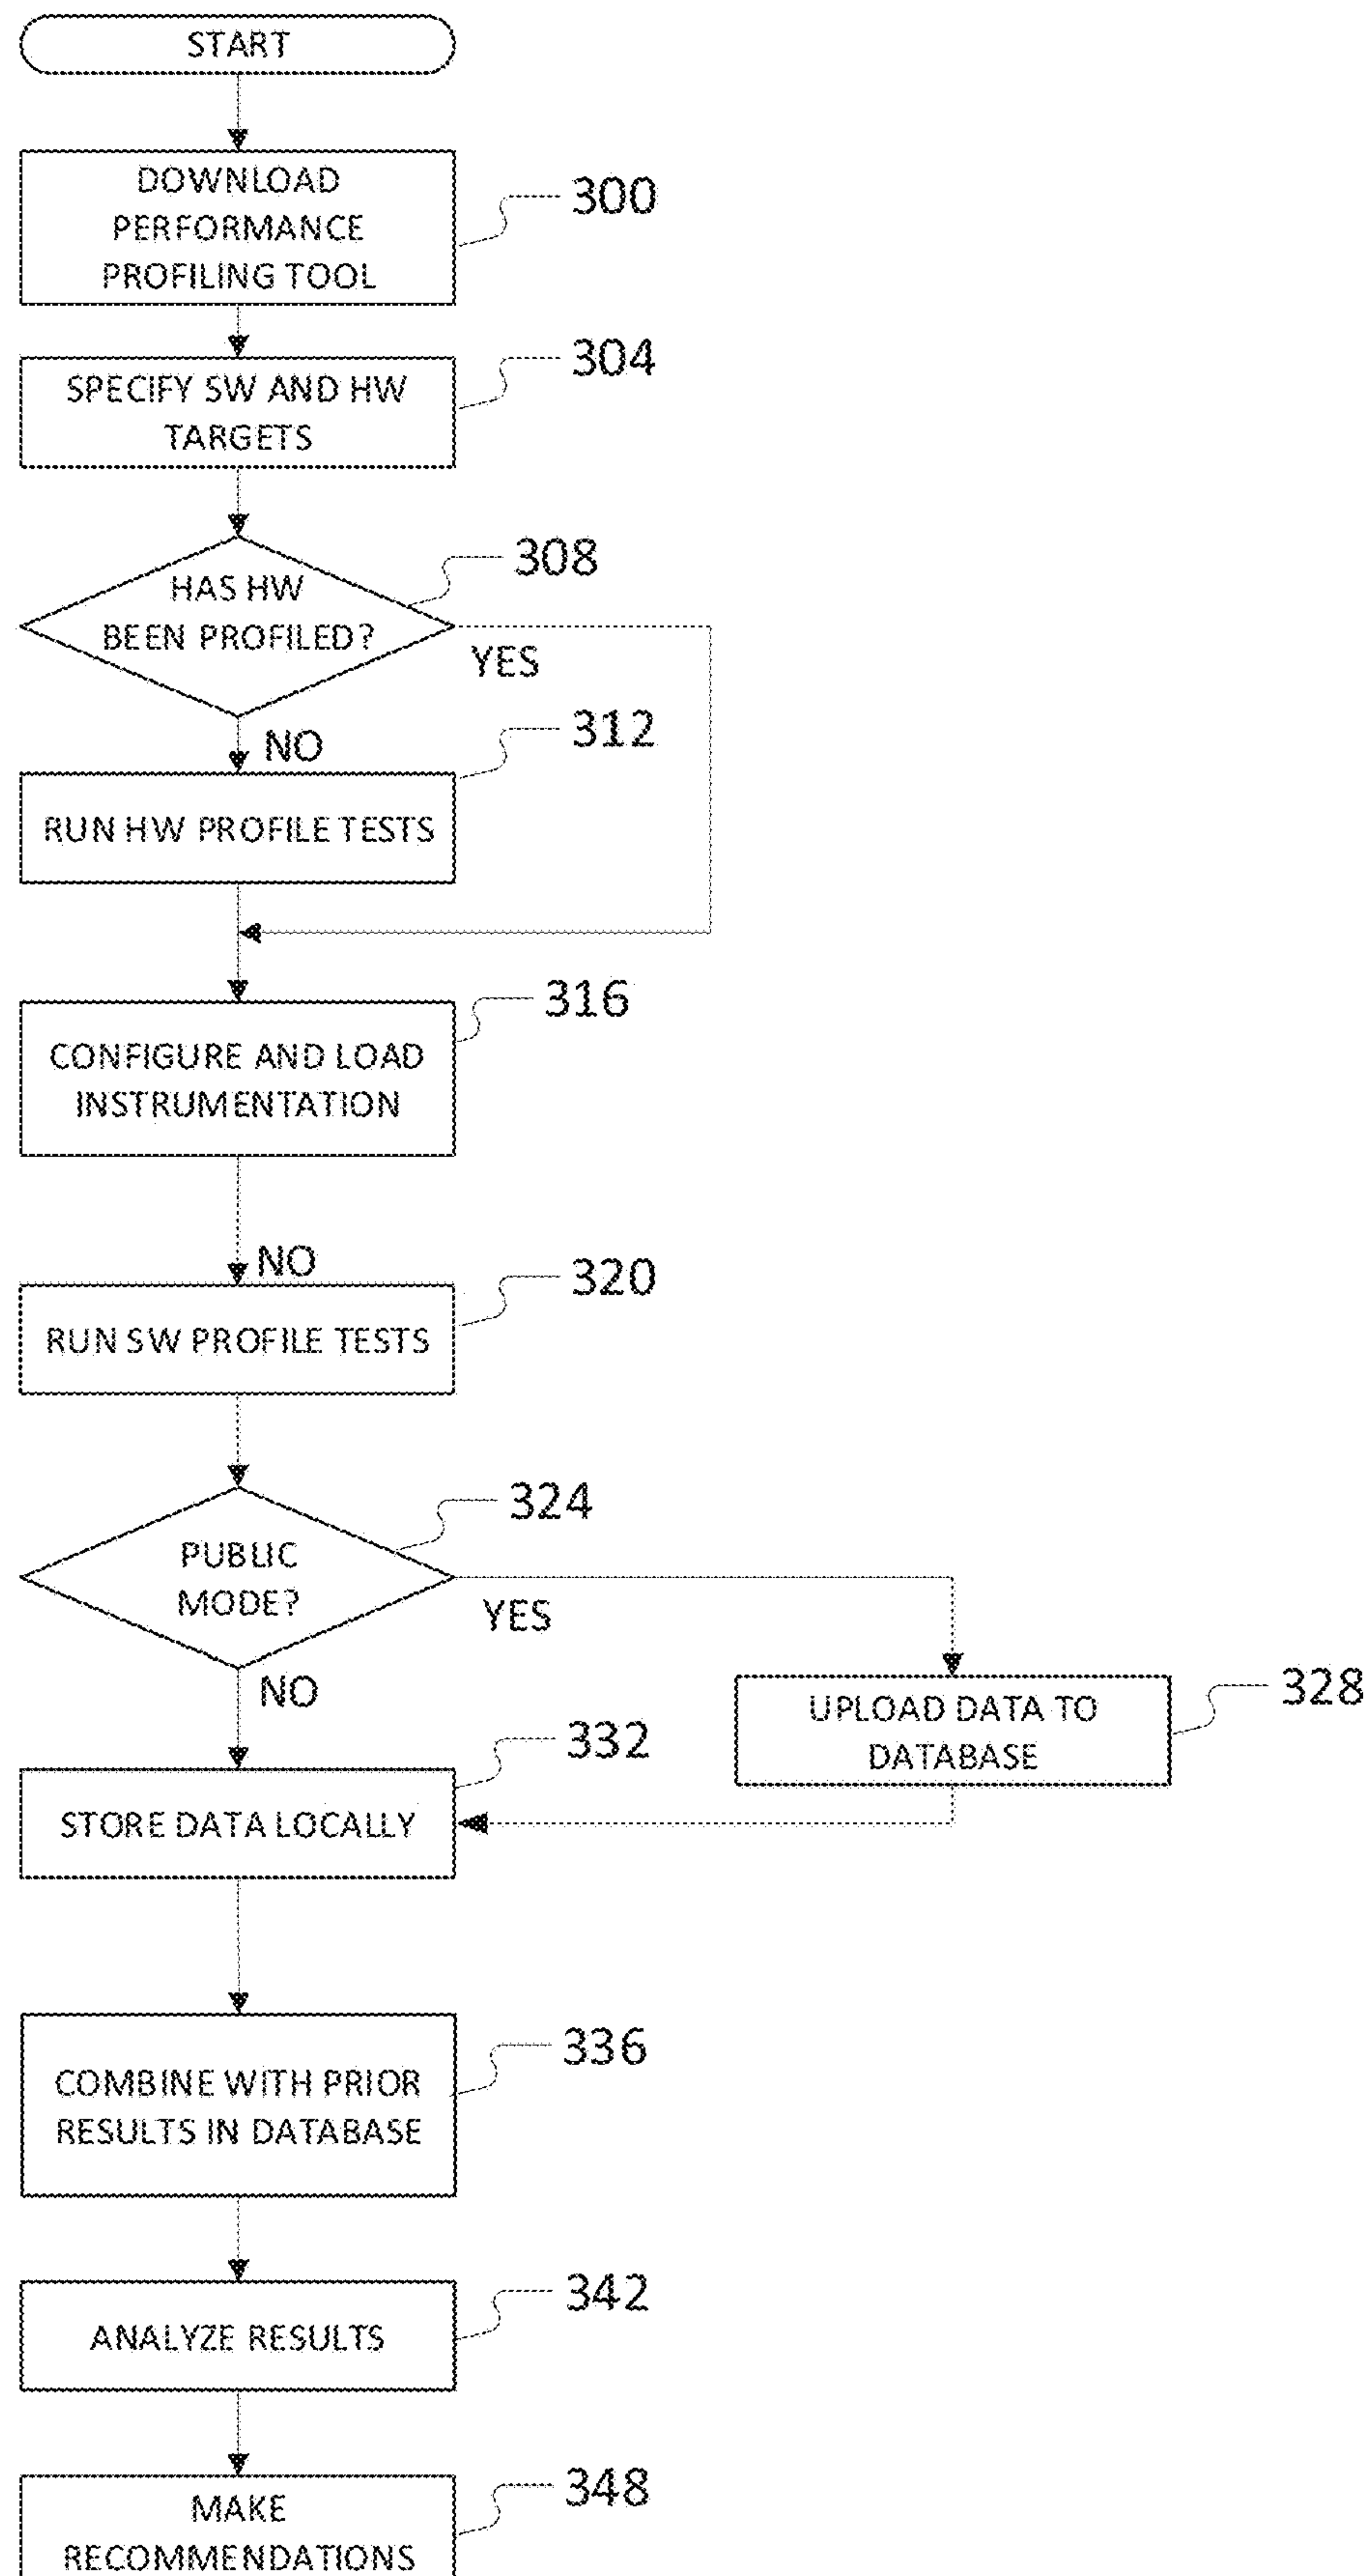 START
DOWNLOAD
PERFORMANCE
PROFILING TOOL
300
SPECIFY SW AND HW
TARGETS
304
HAS HW
BEEN PROFILED?
308
YES
NO
RUN HW PROFILE TESTS
312
CONFIGURE AND LOAD
INSTRUMENTATION
316
NO
RUN SW PROFILE TESTS
320
PUBLIC
MODE?
324
YES
NO
UPLOAD DATA TO
DATABASE
328
STORE DATA LOCALLY
332
COMBINE WITH PRIOR
RESULTS IN DATABASE
336
ANALYZE RESULTS
342
MAKE
RECOMMENDATIONS
348